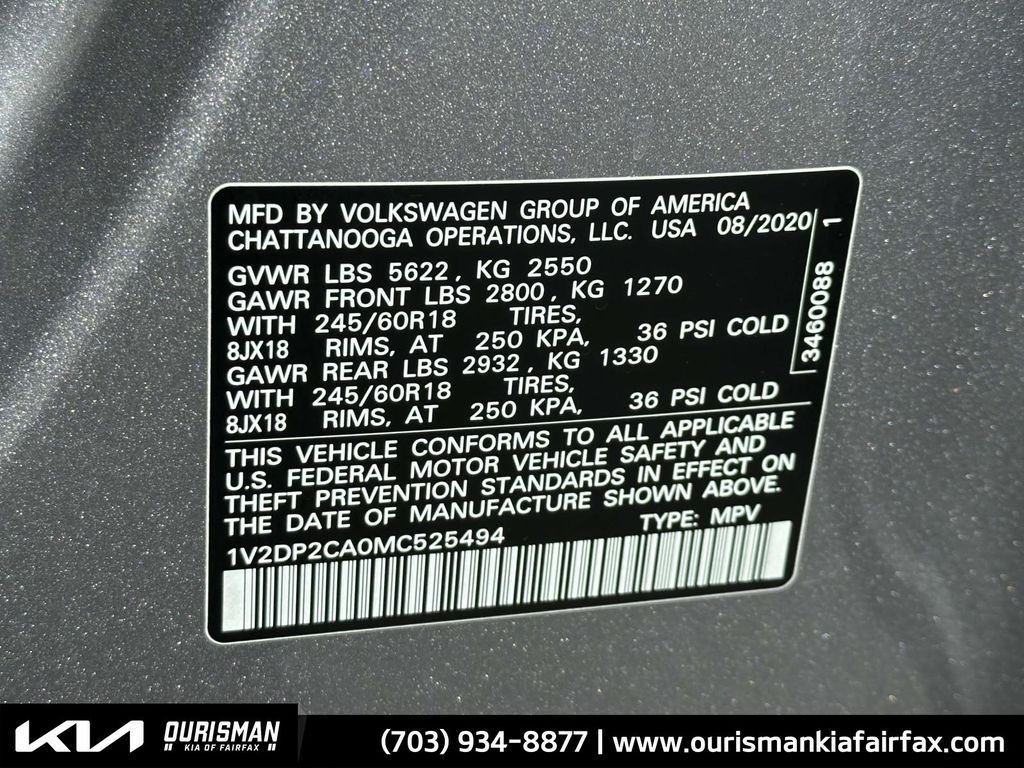 MFD BY VOLKSWAGEN GROUP OF AMERICA
CHATTANOOGA OPERATIONS, LLC. USA 08/2020
GVWR LBS 5622, KG 2550
GAWR FRONT LBS 2800, KG 1270
WITH 245/60R18 TIRES,
8JX18 RIMS, AT 250 KPA, 36 PSI COLD
GAWR REAR LBS 2932, KG 1330
WITH 245/60R18 TIRES,
8JX18 RIMS, AT 250 KPA, 36 PSI COLD
3460088 1
THIS VEHICLE CONFORMS TO ALL APPLICABLE
U.S. FEDERAL MOTOR VEHICLE SAFETY AND
THEFT PREVENTION STANDARDS IN EFFECT ON
THE DATE OF MANUFACTURE SHOWN ABOVE.
1V2DP2CA0MC525494 TYPE: MPV
KIA OURISMAN
KIA OF FAIRFAX
(703) 934-8877 | www.ourismankiafairfax.com